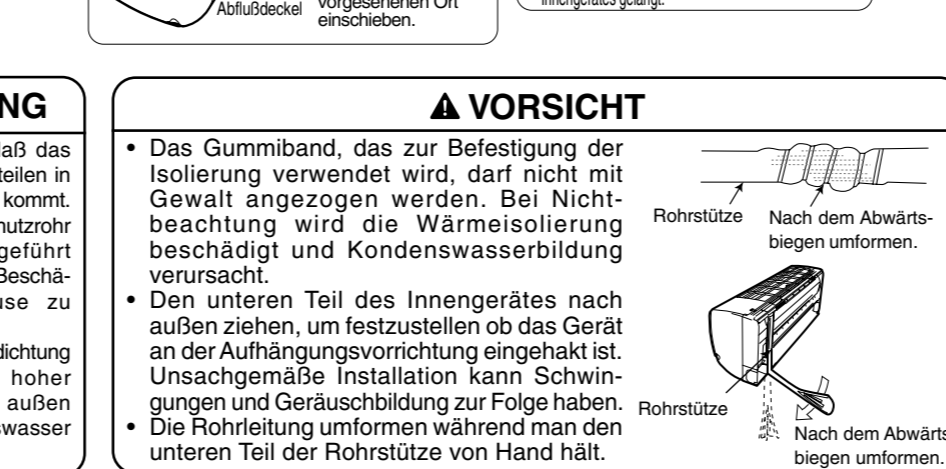 Abflußdeckel
vorgesehenen Ort
einschieben.
Innengerätes gelangt.
NG
daß das
teilen in
kommt.
hutzrohr
geführt
Beschä-
use zu
dichtung
hoher
außen
swasser
⚠ VORSICHT
• Das Gummiband, das zur Befestigung der
Isolierung verwendet wird, darf nicht mit
Gewalt angezogen werden. Bei Nicht-
beachtung wird die Wärmeisolierung
beschädigt und Kondenswasserbildung
verursacht.
• Den unteren Teil des Innengerätes nach
außen ziehen, um festzustellen ob das Gerät
an der Aufhängungsvorrichtung eingehakt ist.
Unsachgemäße Installation kann Schwin-
gungen und Geräuschbildung zur Folge haben.
• Die Rohrleitung umformen während man den
unteren Teil der Rohrstütze von Hand hält.
Rohrstütze
Nach dem Abwärts-
biegen umformen.
Rohrstütze
Nach dem Abwärts
biegen umformen.